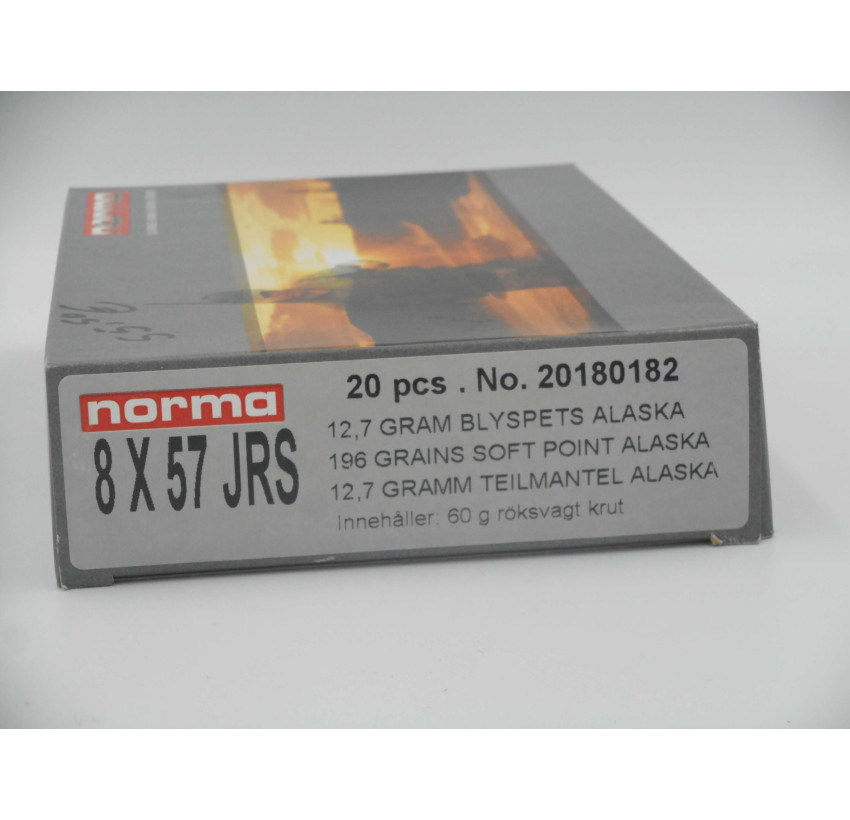 norma
norma
20 pcs . No. 20180182
8 X 57 JRS
12,7 GRAM BLYSPETS ALASKA
196 GRAINS SOFT POINT ALASKA
12,7 GRAMM TEILMANTEL ALASKA
Innehåller: 60 g röksvagt krut